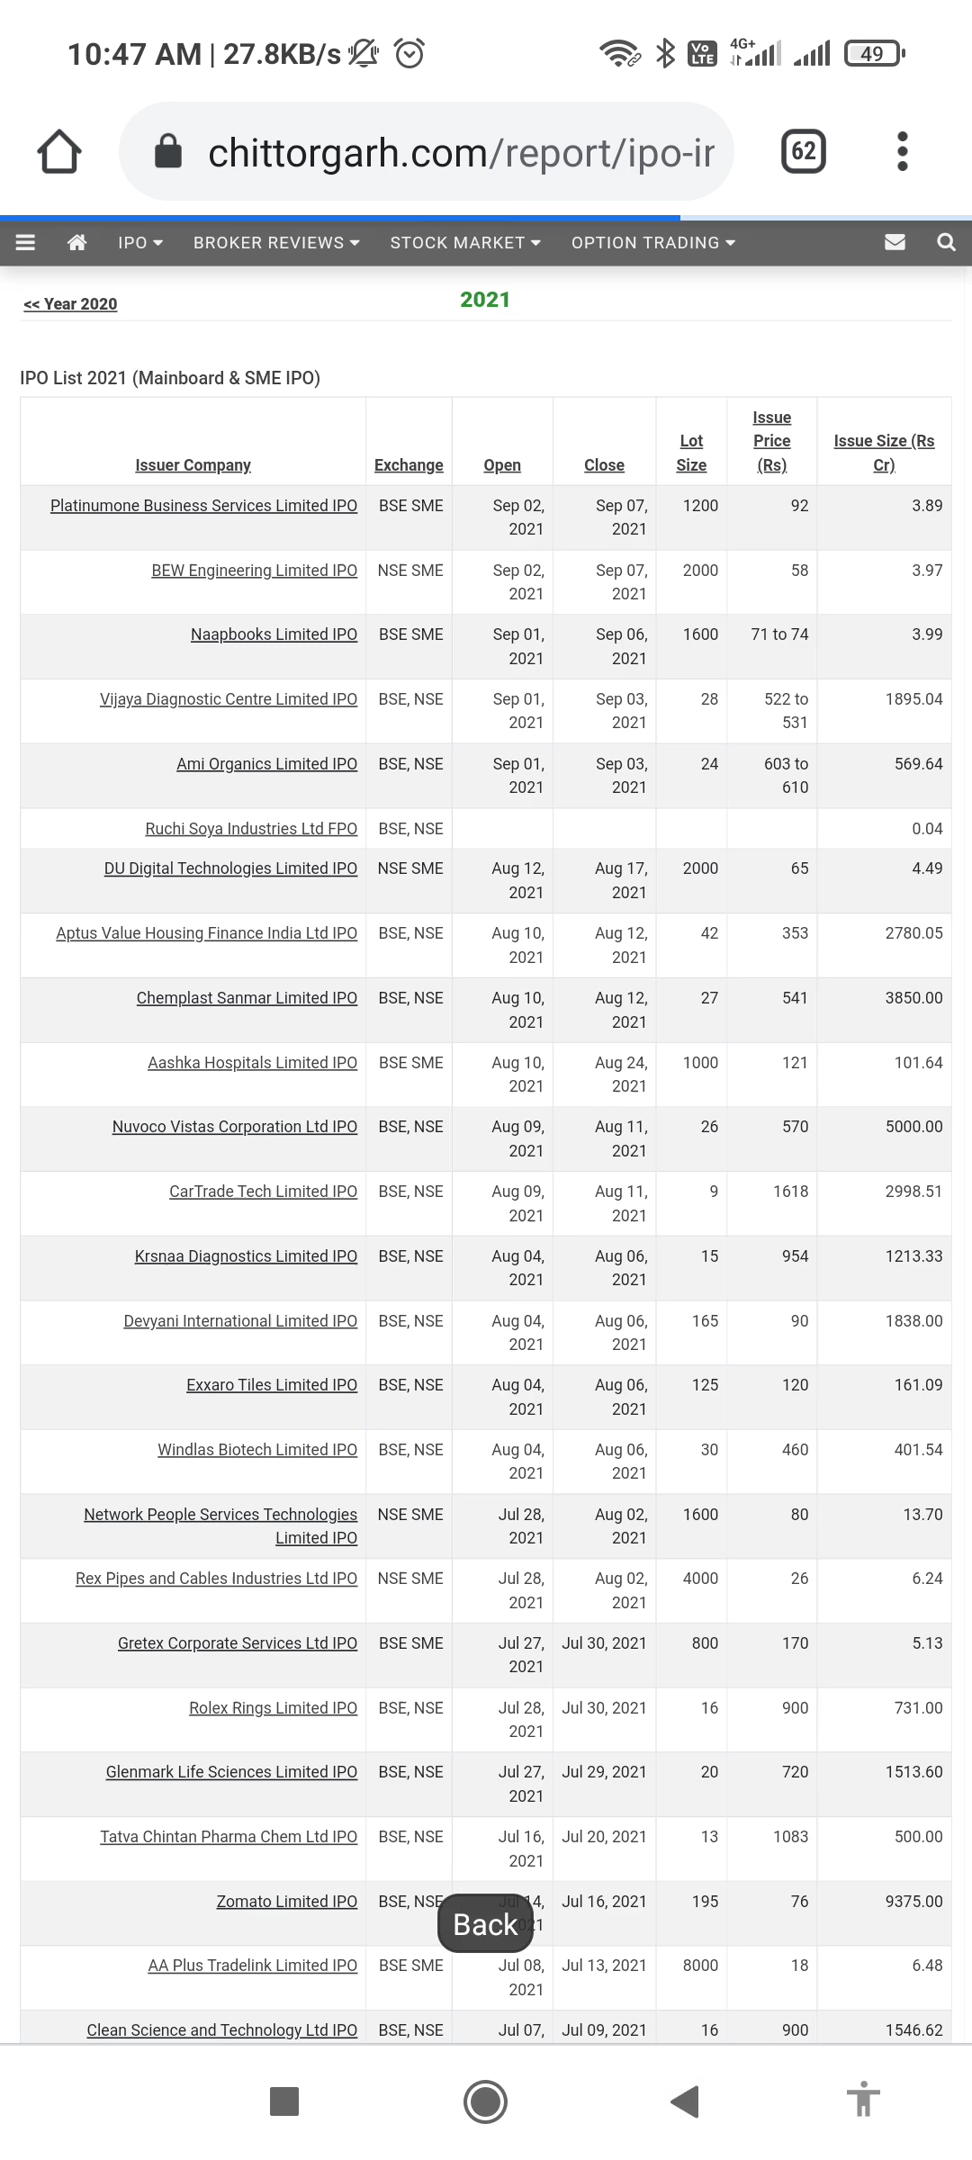 10:47 AM | 27.8KB/s
Vo LTE 4G+ 49
chittorgarh.com/report/ipo-ir
62
IPO BROKER REVIEWS STOCK MARKET OPTION TRADING
<< Year 2020 2021
IPO List 2021 (Mainboard & SME IPO)
Issuer Company Exchange Open Close Lot Size Issue Price (Rs) Issue Size (Rs Cr)
Platinumone Business Services Limited IPO BSE SME Sep 02, 2021 Sep 07, 2021 1200 92 3.89
BEW Engineering Limited IPO NSE SME Sep 02, 2021 Sep 07, 2021 2000 58 3.97
Naapbooks Limited IPO BSE SME Sep 01, 2021 Sep 06, 2021 1600 71 to 74 3.99
Vijaya Diagnostic Centre Limited IPO BSE, NSE Sep 01, 2021 Sep 03, 2021 28 522 to 531 1895.04
Ami Organics Limited IPO BSE, NSE Sep 01, 2021 Sep 03, 2021 24 603 to 610 569.64
Ruchi Soya Industries Ltd FPO BSE, NSE 0.04
DU Digital Technologies Limited IPO NSE SME Aug 12, 2021 Aug 17, 2021 2000 65 4.49
Aptus Value Housing Finance India Ltd IPO BSE, NSE Aug 10, 2021 Aug 12, 2021 42 353 2780.05
Chemplast Sanmar Limited IPO BSE, NSE Aug 10, 2021 Aug 12, 2021 27 541 3850.00
Aashka Hospitals Limited IPO BSE SME Aug 10, 2021 Aug 24, 2021 1000 121 101.64
Nuvoco Vistas Corporation Ltd IPO BSE, NSE Aug 09, 2021 Aug 11, 2021 26 570 5000.00
CarTrade Tech Limited IPO BSE, NSE Aug 09, 2021 Aug 11, 2021 9 1618 2998.51
Krsnaa Diagnostics Limited IPO BSE, NSE Aug 04, 2021 Aug 06, 2021 15 954 1213.33
Devyani International Limited IPO BSE, NSE Aug 04, 2021 Aug 06, 2021 165 90 1838.00
Exxaro Tiles Limited IPO BSE, NSE Aug 04, 2021 Aug 06, 2021 125 120 161.09
Windlas Biotech Limited IPO BSE, NSE Aug 04, 2021 Aug 06, 2021 30 460 401.54
Network People Services Technologies Limited IPO NSE SME Jul 28, 2021 Aug 02, 2021 1600 80 13.70
Rex Pipes and Cables Industries Ltd IPO NSE SME Jul 28, 2021 Aug 02, 2021 4000 26 6.24
Gretex Corporate Services Ltd IPO BSE SME Jul 27, 2021 Jul 30, 2021 800 170 5.13
Rolex Rings Limited IPO BSE, NSE Jul 28, 2021 Jul 30, 2021 16 900 731.00
Glenmark Life Sciences Limited IPO BSE, NSE Jul 27, 2021 Jul 29, 2021 20 720 1513.60
Tatva Chintan Pharma Chem Ltd IPO BSE, NSE Jul 16, 2021 Jul 20, 2021 13 1083 500.00
Zomato Limited IPO BSE, NSE Jul 14, 2021 Jul 16, 2021 195 76 9375.00
Back
AA Plus Tradelink Limited IPO BSE SME Jul 08, 2021 Jul 13, 2021 8000 18 6.48
Clean Science and Technology Ltd IPO BSE, NSE Jul 07, Jul 09, 2021 16 900 1546.62